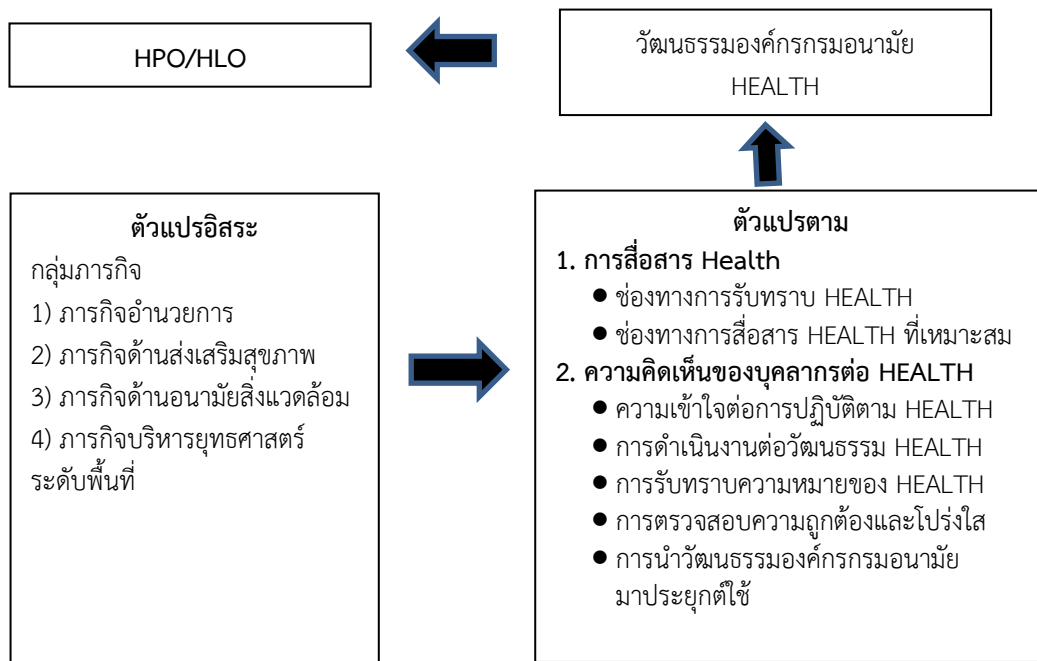 HPO/HLO
วัฒนธรรมองค์กรกรมอนามัย
HEALTH
ตัวแปรอิสระ
กลุ่มภารกิจ
1) ภารกิจอำนวยการ
2) ภารกิจด้านส่งเสริมสุขภาพ
3) ภารกิจด้านอนามัยสิ่งแวดล้อม
4) ภารกิจบริหารยุทธศาสตร์
ระดับพื้นที่
ตัวแปรตาม
1. การสื่อสาร Health
● ช่องทางการรับทราบ HEALTH
● ช่องทางการสื่อสาร HEALTH ที่เหมาะสม
2. ความคิดเห็นของบุคลากรต่อ HEALTH
● ความเข้าใจต่อการปฏิบัติตาม HEALTH
● การดำเนินงานต่อวัฒนธรรม HEALTH
● การรับทราบความหมายของ HEALTH
● การตรวจสอบความถูกต้องและโปร่งใส
● การนำวัฒนธรรมองค์กรกรมอนามัย
มาประยุกต์ใช้